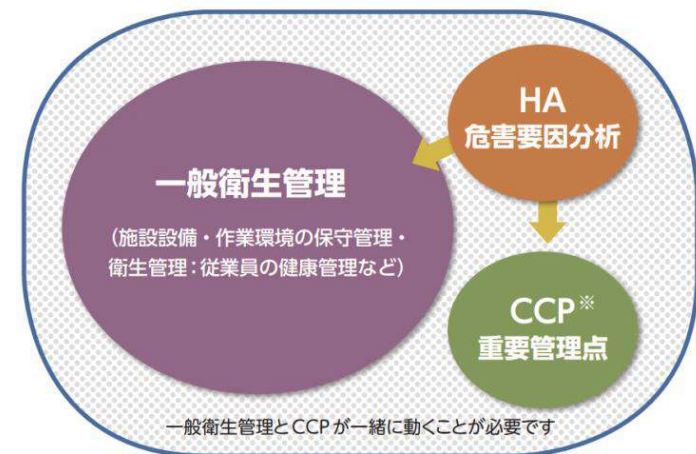 HA
危害要因分析
一般衛生管理
（施設設備・作業環境の保守管理・
衛生管理：従業員の健康管理など）
CCP※
重要管理点
一般衛生管理とCCPが一緒に動くことが必要です